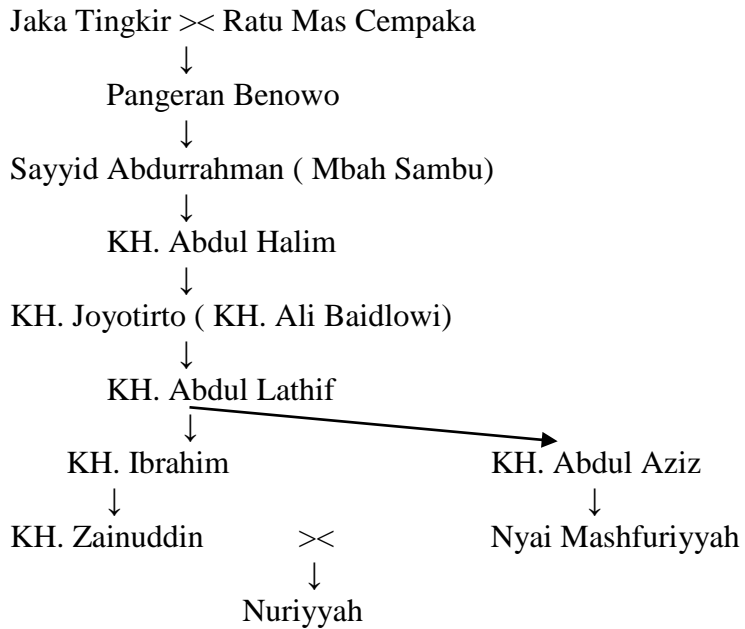 Jaka Tingkir >< Ratu Mas Cempaka
↓
Pangeran Benowo
↓
Sayyid Abdurrahman ( Mbah Sambu)
↓
KH. Abdul Halim
↓
KH. Joyotirto ( KH. Ali Baidlowi)
↓
KH. Abdul Lathif
↓
KH. Ibrahim KH. Abdul Aziz
↓ ↓
KH. Zainuddin >< Nyai Mashfuriyyah
↓
Nuriyyah